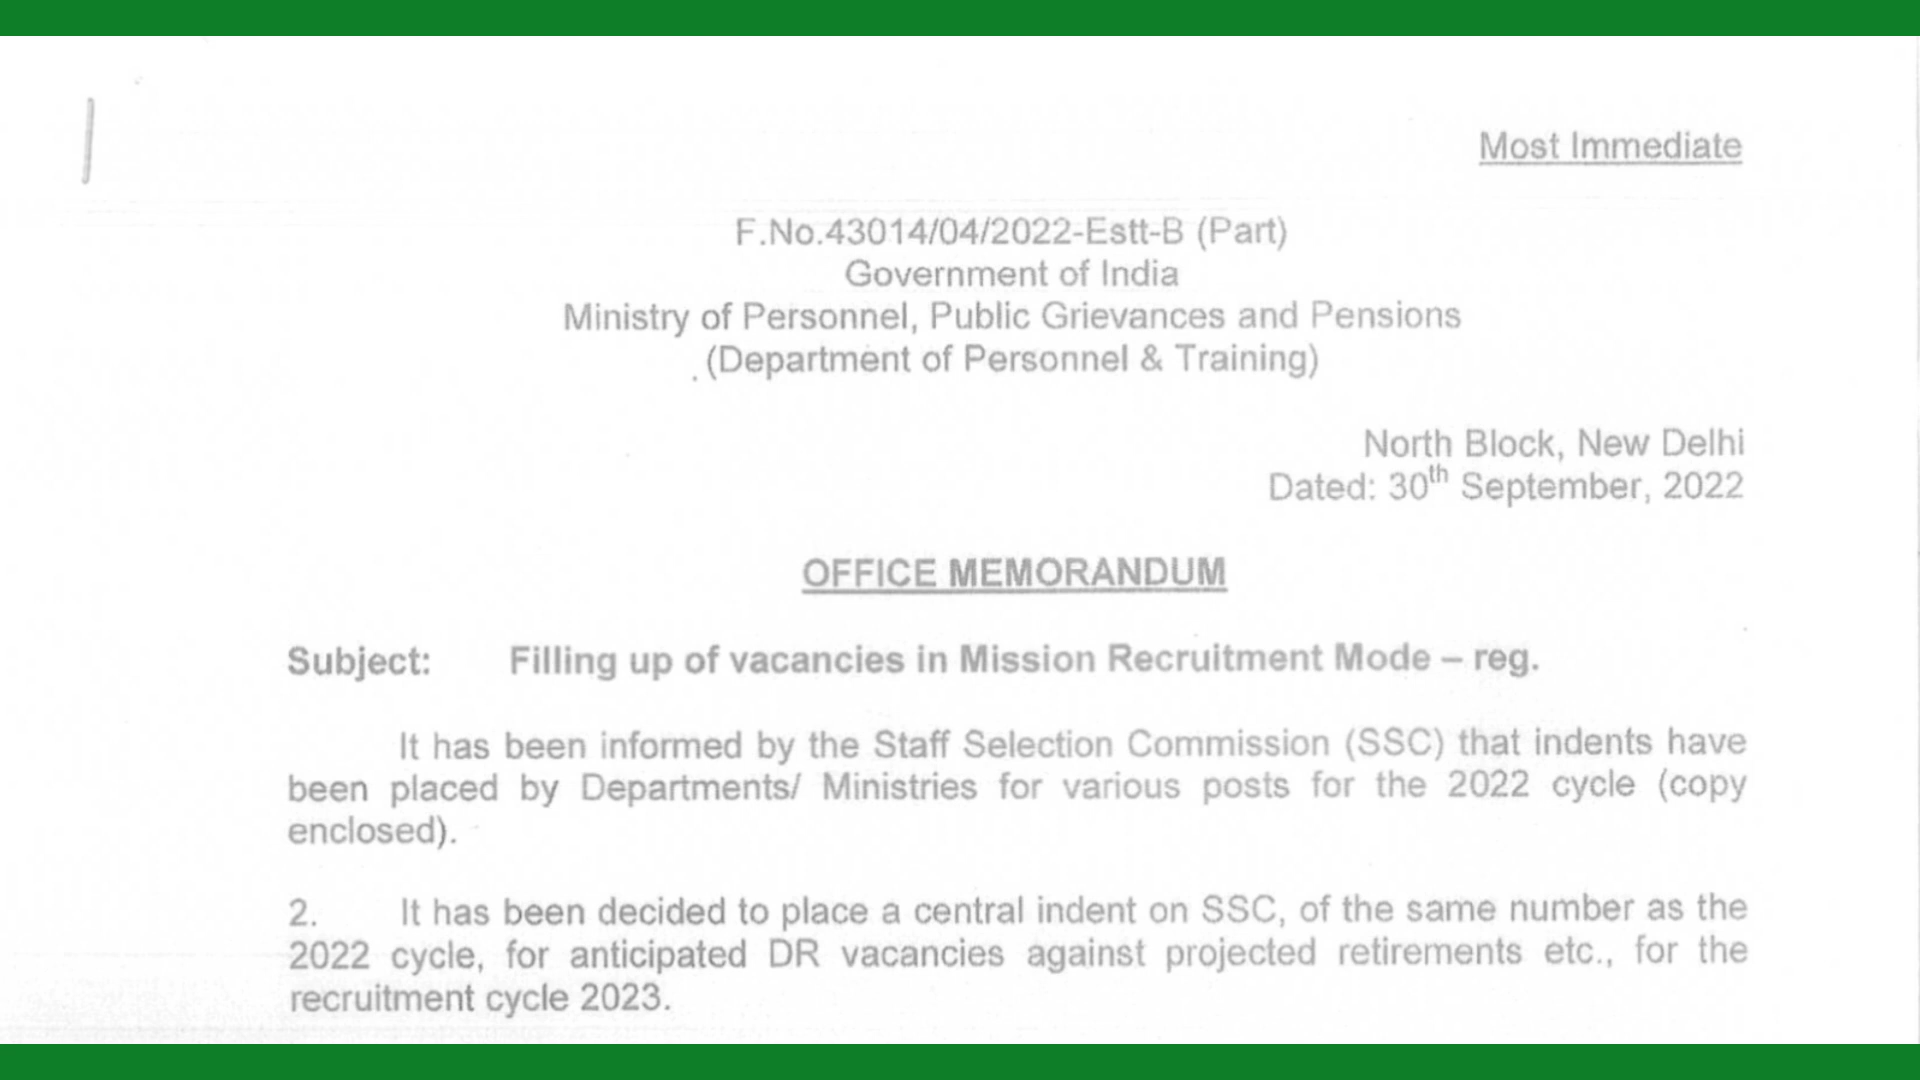 Most Immediate
F.No.43014/04/2022-Estt-B (Part)
Government of India
Ministry of Personnel, Public Grievances and Pensions
(Department of Personnel & Training)
North Block, New Delhi
Dated: 30th September, 2022
OFFICE MEMORANDUM
Subject: Filling up of vacancies in Mission Recruitment Mode – reg.
It has been informed by the Staff Selection Commission (SSC) that indents have
been placed by Departments/ Ministries for various posts for the 2022 cycle (copy
enclosed).
2. It has been decided to place a central indent on SSC, of the same number as the
2022 cycle, for anticipated DR vacancies against projected retirements etc., for the
recruitment cycle 2023.